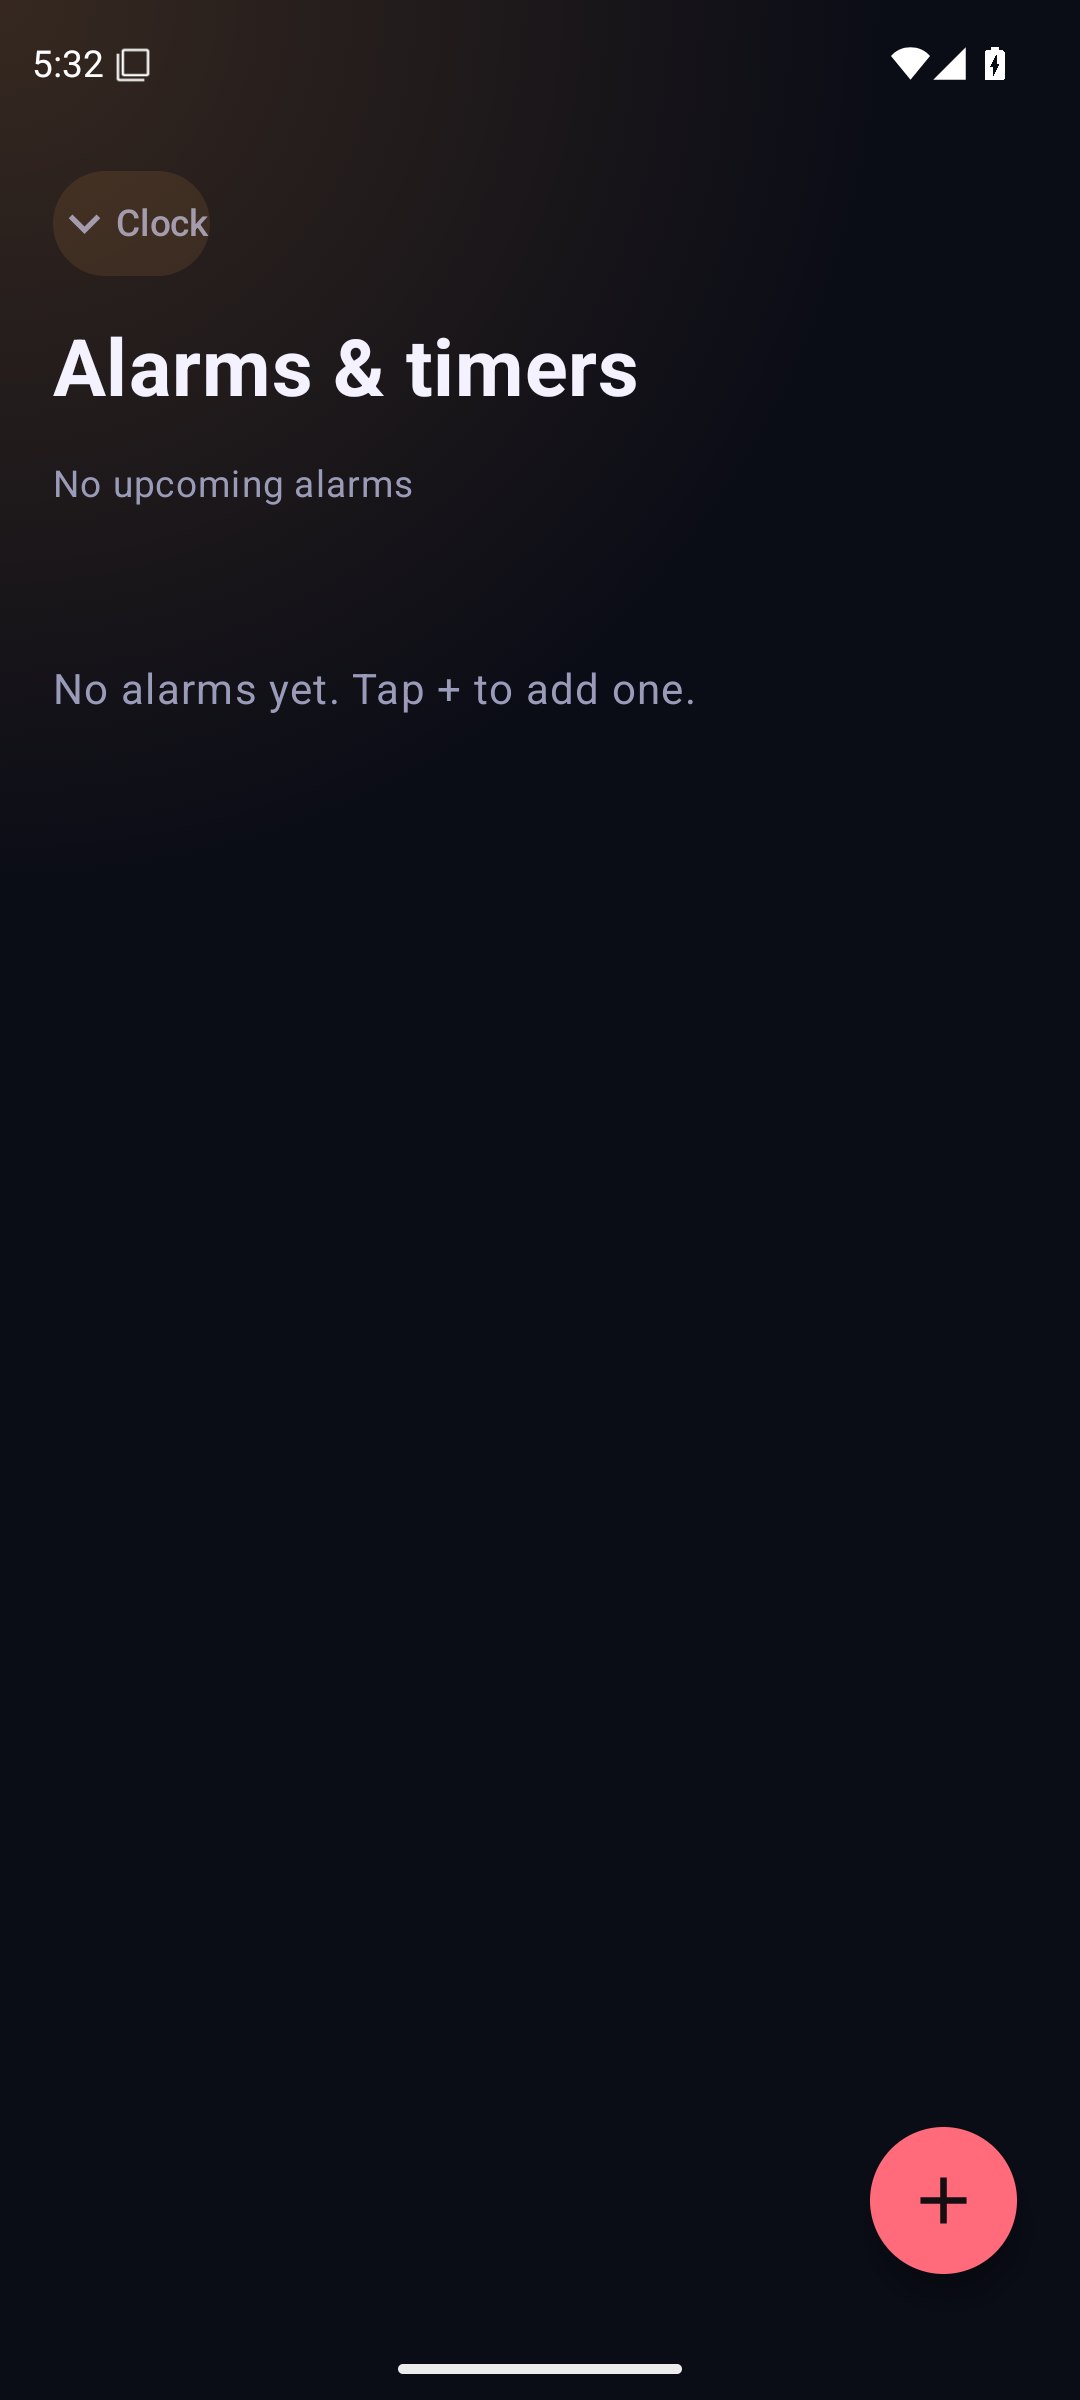 5:32
Clock
Alarms & timers
No upcoming alarms
No alarms yet. Tap + to add one.